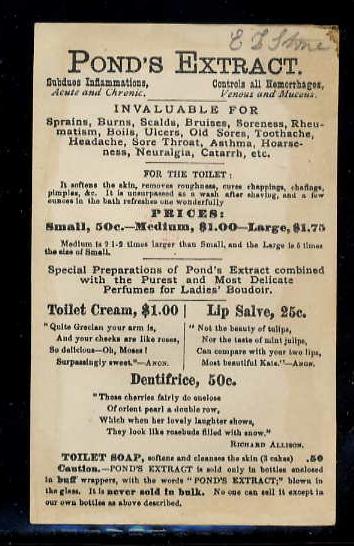 E L Stone
POND'S EXTRACT.
Subdues Inflammations, Controls all Hemorrhages,
Acute and Chronic. Venous and Mucous.
INVALUABLE FOR
Sprains, Burns, Scalds, Bruises, Soreness, Rheu-
matism, Boils, Ulcers, Old Sores, Toothache,
Headache, Sore Throat, Asthma, Hoarse-
ness, Neuralgia, Catarrh, etc.
FOR THE TOILET:
It softens the skin, removes roughness, cures chappings, chafings,
pimples, &c. It is unsurpassed as a wash after shaving, and a few
ounces in the bath refreshes one wonderfully
PRICES:
Small, 50c.—Medium, $1.00—Large, $1.75
Medium is 2 1-2 times larger than Small, and the Large is 5 times
the size of Small.
Special Preparations of Pond's Extract combined
with the Purest and Most Delicate
Perfumes for Ladies' Boudoir.
Toilet Cream, $1.00
"Quite Grecian your arm is,
And your cheeks are like roses,
So delicious—Oh, Moses!
Surpassingly sweet."—ANON.
Lip Salve, 25c.
"Not the beauty of tulips,
Nor the taste of mint julips,
Can compare with your two lips,
Most beautiful Kate."—ANON.
Dentifrice, 50c.
"Those cherries fairly do enclose
Of orient pearl a double row,
Which when her lovely laughter shows,
They look like rosebuds filled with snow."
RICHARD ALLISON.
TOILET SOAP, softens and cleanses the skin (3 cakes) .50
Caution.—POND'S EXTRACT is sold only in bottles enclosed
in buff wrappers, with the words "POND'S EXTRACT;" blown in
the glass. It is never sold in bulk. No one can sell it except in
our own bottles as above described.